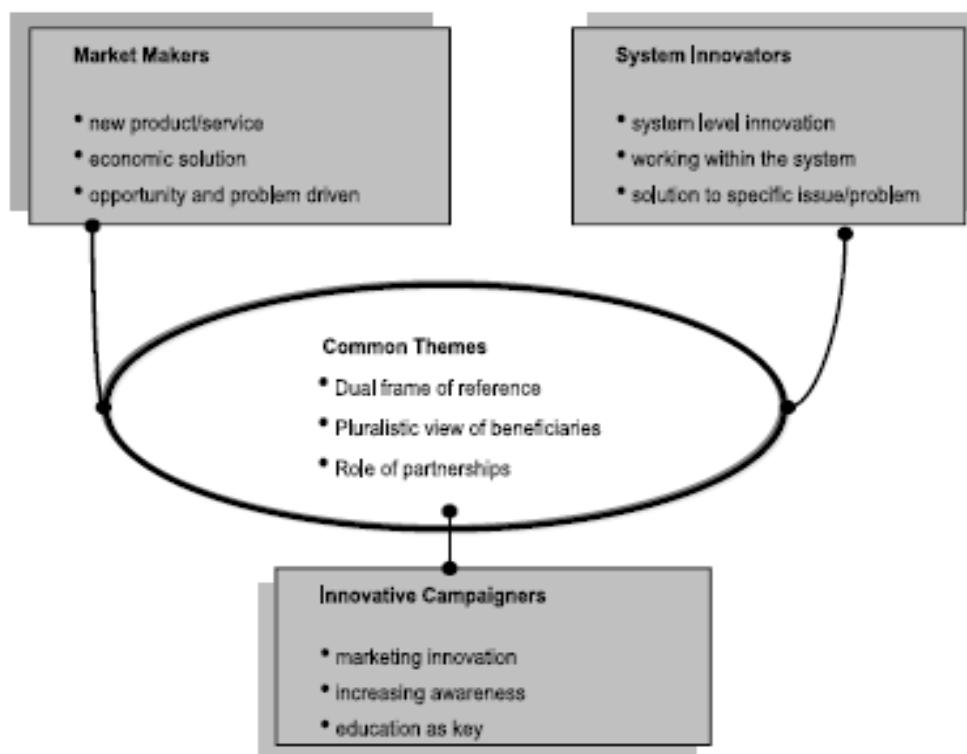 Market Makers
• new product/service
• economic solution
• opportunity and problem driven
System Innovators
• system level innovation
• working within the system
• solution to specific issue/problem
Common Themes
• Dual frame of reference
• Pluralistic view of beneficiaries
• Role of partnerships
Innovative Campaigners
• marketing innovation
• increasing awareness
• education as key